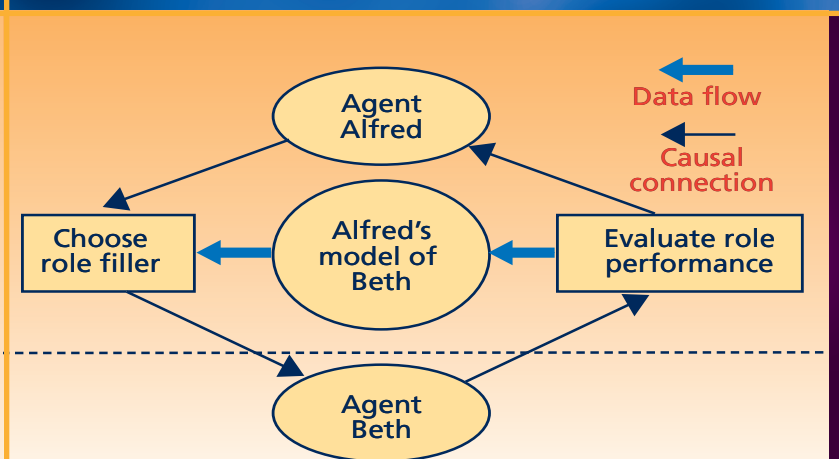 Agent
Alfred
Data flow
Causal
connection
Choose
role filler
Alfred's
model of
Beth
Evaluate role
performance
Agent
Beth